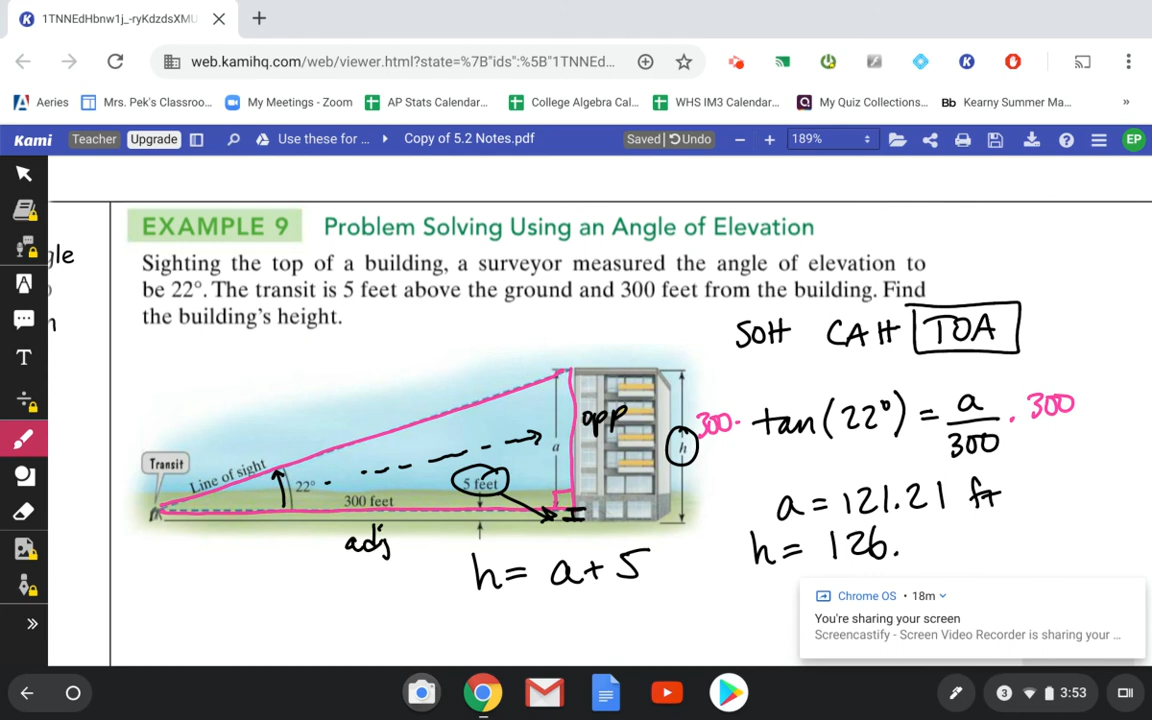 1TNNEdHbnw1j_-ryKdzdsXMU
web.kamihq.com/web/viewer.html?state=%7B"ids":%5B"1TNNEd...
Aeries Mrs. Pek's Classroo... My Meetings - Zoom AP Stats Calendar... College Algebra Cal... WHS IM3 Calendar... My Quiz Collections... Bb Kearny Summer Ma... »
Kami Teacher Upgrade Use these for ... Copy of 5.2 Notes.pdf Saved | Undo 189% EP
gle
EXAMPLE 9 Problem Solving Using an Angle of Elevation
Sighting the top of a building, a surveyor measured the angle of elevation to
be 22°. The transit is 5 feet above the ground and 300 feet from the building. Find
the building's height.
SOH CAH TOA
300· tan(22°) = a/300 · 300
opp
a
h
Transit
Line of sight
22°
5 feet
300 feet
adj
a = 121.21 ft
h = 126.
h = a + 5
Chrome OS • 18m
You're sharing your screen
Screencastify - Screen Video Recorder is sharing your ...
3 3:53